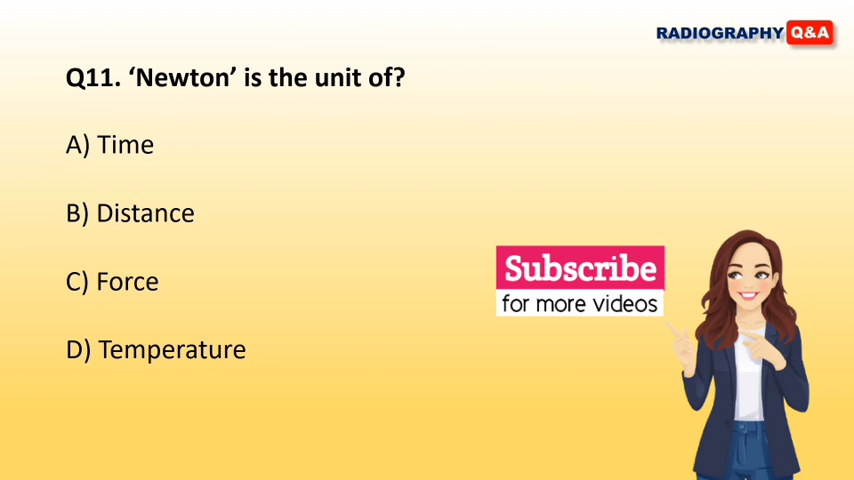 RADIOGRAPHY Q&A
Q11. ‘Newton’ is the unit of?
A) Time
B) Distance
C) Force
D) Temperature
Subscribe
for more videos